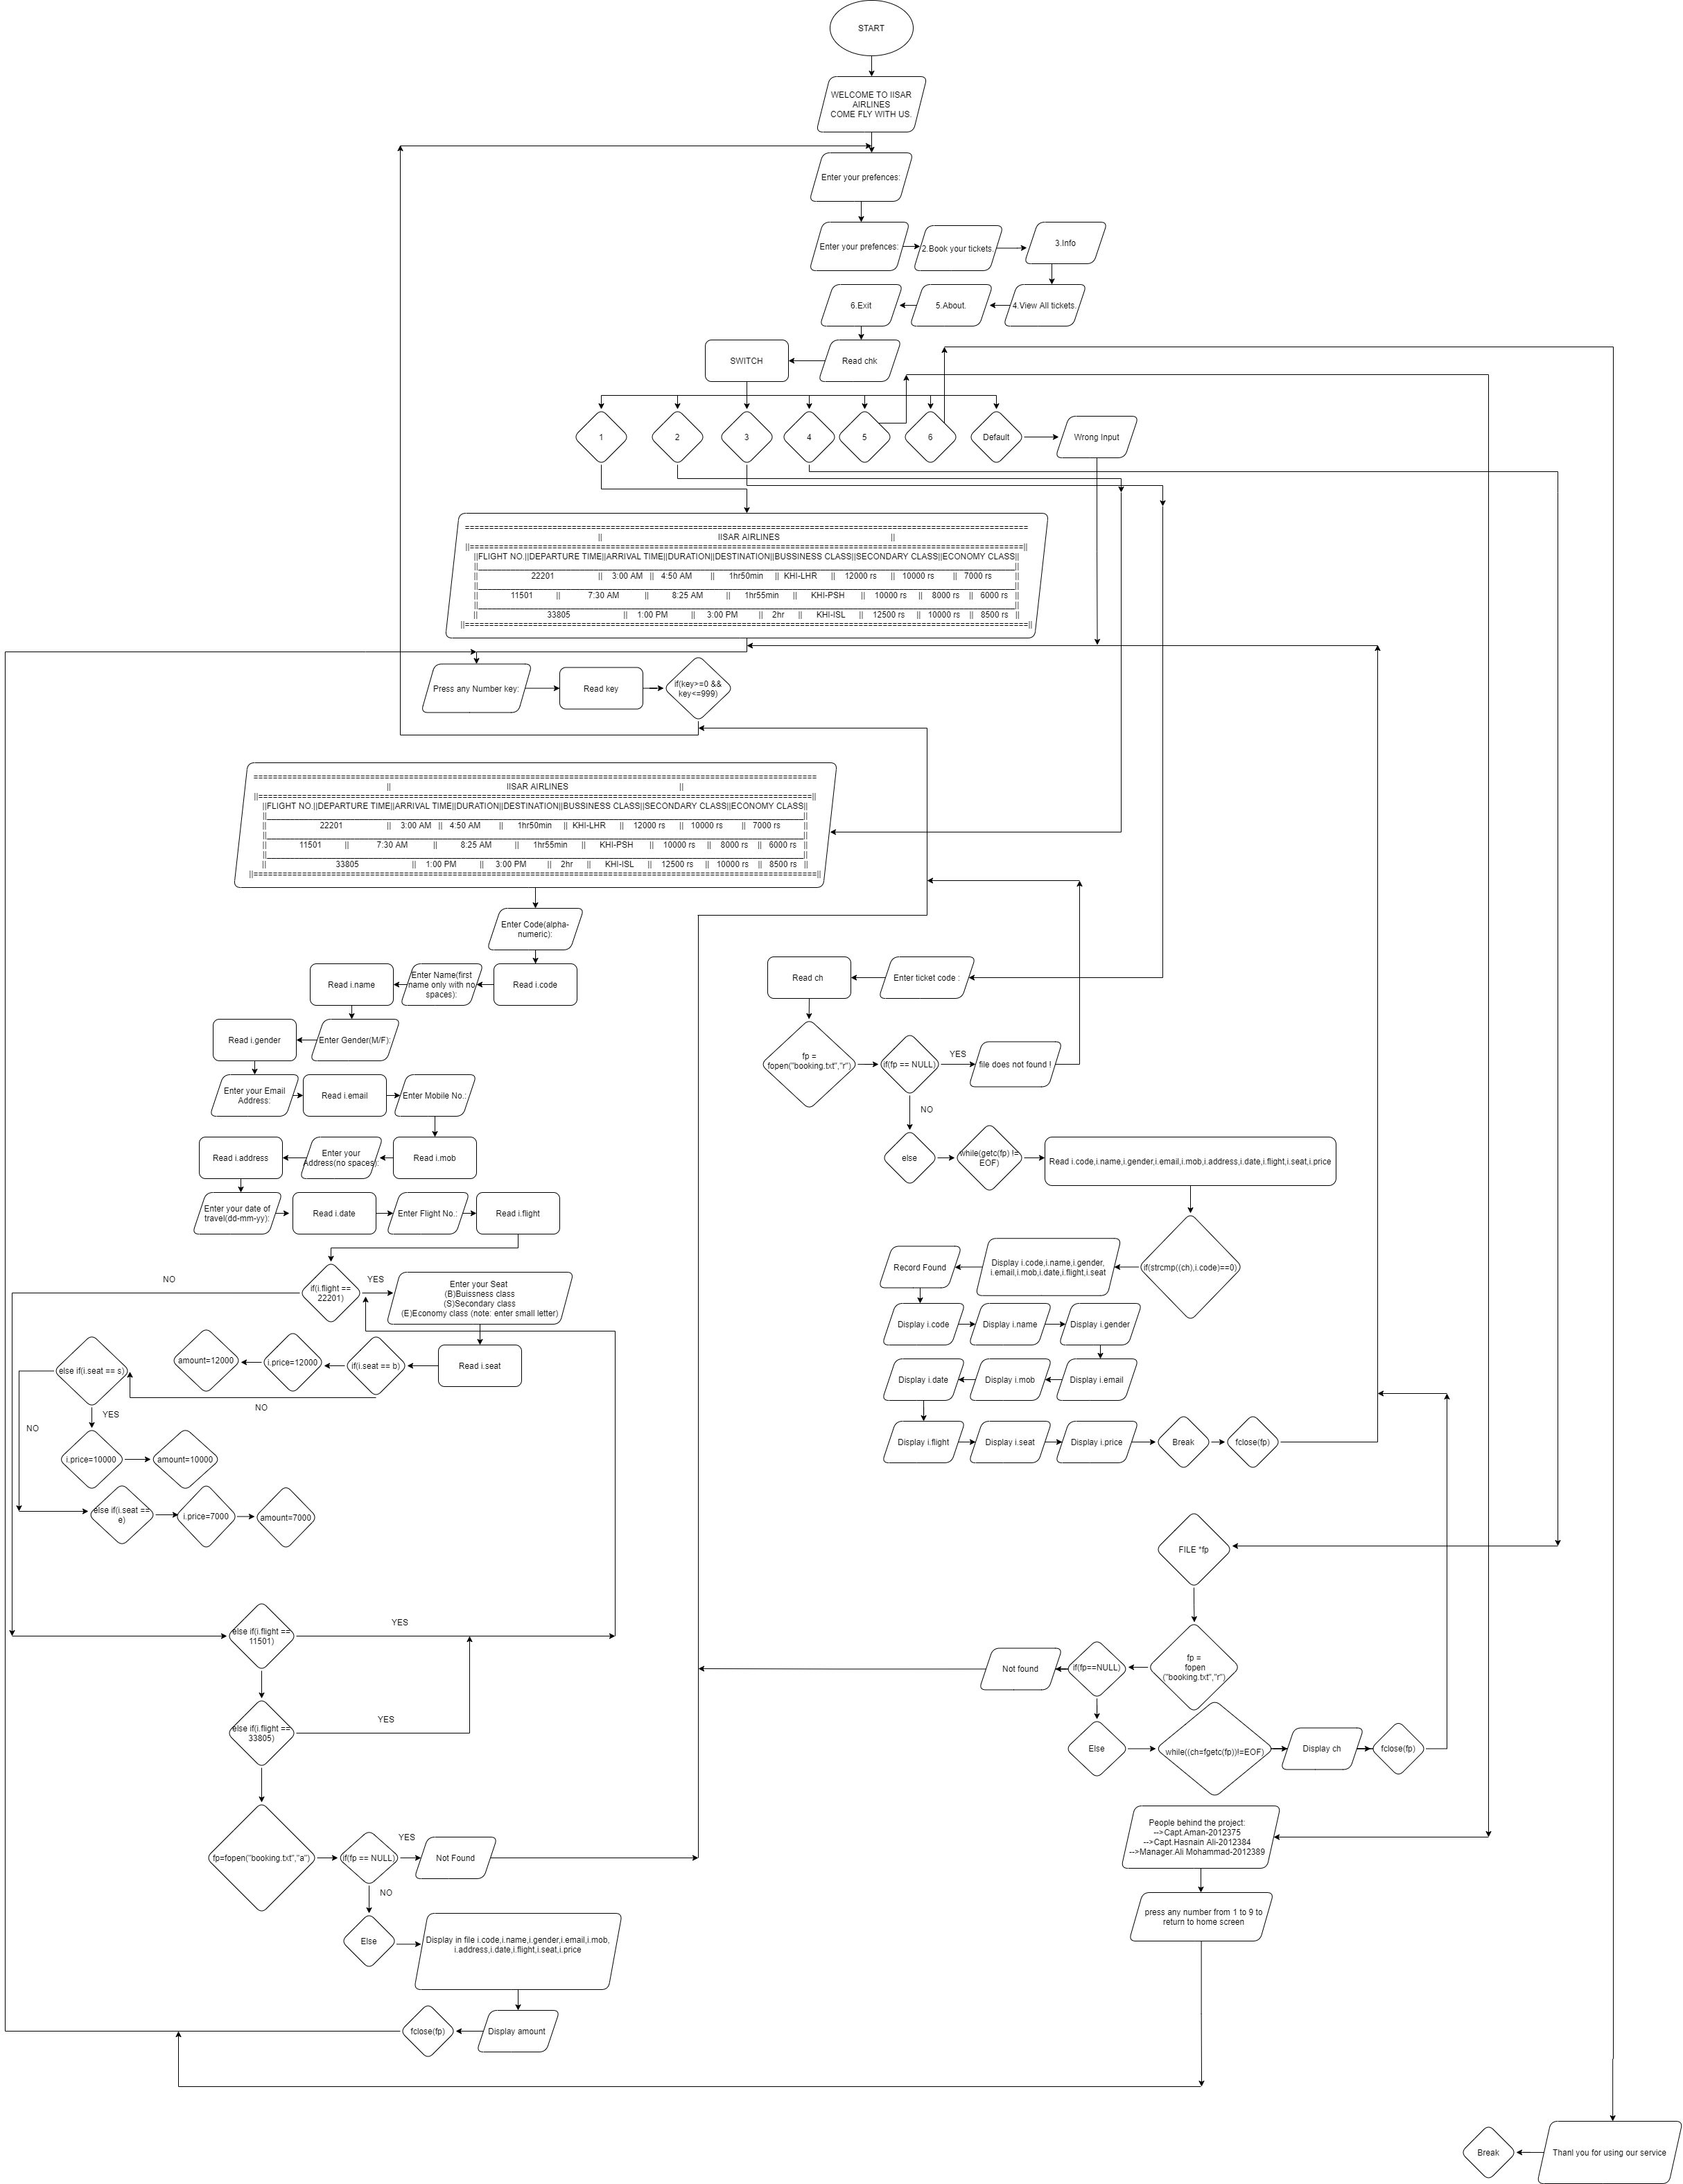 START
WELCOME TO IISAR
AIRLINES
COME FLY WITH US.
Enter your prefences:
Enter your prefences:
2.Book your tickets.
3.Info
6.Exit
5.About.
4.View All tickets.
SWITCH
Read chk
1
2
3
4
5
6
Default
Wrong Input
====================================================================================================================
|| IISAR AIRLINES ||
||==================================================================================================================||
||FLIGHT NO.||DEPARTURE TIME||ARRIVAL TIME||DURATION||DESTINATION||BUSSINESS CLASS||SECONDARY CLASS||ECONOMY CLASS||
||______________________________________________________________________||
|| 22201 || 3:00 AM || 4:50 AM || 1hr50min || KHI-LHR || 12000 rs || 10000 rs || 7000 rs ||
||______________________________________________________________________||
|| 11501 || 7:30 AM || 8:25 AM || 1hr55min || KHI-PSH || 10000 rs || 8000 rs || 6000 rs ||
||______________________________________________________________________||
|| 33805 || 1:00 PM || 3:00 PM || 2hr || KHI-ISL || 12500 rs || 10000 rs || 8500 rs ||
||====================================================================================================================||
Press any Number key:
Read key
if(key>=0 &&
key<=999)
====================================================================================================================
|| IISAR AIRLINES ||
||==================================================================================================================||
||FLIGHT NO.||DEPARTURE TIME||ARRIVAL TIME||DURATION||DESTINATION||BUSSINESS CLASS||SECONDARY CLASS||ECONOMY CLASS||
||______________________________________________________________________||
|| 22201 || 3:00 AM || 4:50 AM || 1hr50min || KHI-LHR || 12000 rs || 10000 rs || 7000 rs ||
||______________________________________________________________________||
|| 11501 || 7:30 AM || 8:25 AM || 1hr55min || KHI-PSH || 10000 rs || 8000 rs || 6000 rs ||
||______________________________________________________________________||
|| 33805 || 1:00 PM || 3:00 PM || 2hr || KHI-ISL || 12500 rs || 10000 rs || 8500 rs ||
||====================================================================================================================||
Enter Code(alpha-
numeric):
Read i.name
Enter Name(first
name only with no
spaces):
Read i.code
Read i.gender
Enter Gender(M/F):
Enter your Email
Address:
Read i.email
Enter Mobile No.:
Read i.address
Enter your
Address(no spaces):
Read i.mob
Enter your date of
travel(dd-mm-yy):
Read i.date
Enter Flight No.:
Read i.flight
NO
if(i.flight ==
22201)
YES
Enter your Seat
(B)Buissness class
(S)Secondary class
(E)Economy class (note: enter small letter)
else if(i.seat == s)
amount=12000
i.price=12000
if(i.seat == b)
Read i.seat
NO
YES
NO
i.price=10000
amount=10000
else if(i.seat ==
e)
i.price=7000
amount=7000
else if(i.flight ==
11501)
YES
else if(i.flight ==
33805)
YES
fp=fopen("booking.txt","a")
if(fp == NULL)
YES
Not Found
NO
Else
Display in file i.code,i.name,i.gender,i.email,i.mob,
i.address,i.date,i.flight,i.seat,i.price
fclose(fp)
Display amount
Read ch
Enter ticket code :
fp =
fopen("booking.txt","r")
if(fp == NULL)
YES
file does not found !
NO
else
while(getc(fp) !=
EOF)
Read i.code,i.name,i.gender,i.email,i.mob,i.address,i.date,i.flight,i.seat,i.price
Record Found
Display i.code,i.name,i.gender,
i.email,i.mob,i.date,i.flight,i.seat
if(strcmp((ch),i.code)==0)
Display i.code
Display i.name
Display i.gender
Display i.date
Display i.mob
Display i.email
Display i.flight
Display i.seat
Display i.price
Break
fclose(fp)
FILE *fp
Not found
if(fp==NULL)
fp =
fopen
("booking.txt","r")
Else
while((ch=fgetc(fp))!=EOF)
Display ch
fclose(fp)
People behind the project:
-->Capt.Aman-2012375
-->Capt.Hasnain Ali-2012384
-->Manager.Ali Mohammad-2012389
press any number from 1 to 9 to
return to home screen
Break
Thanl you for using our service